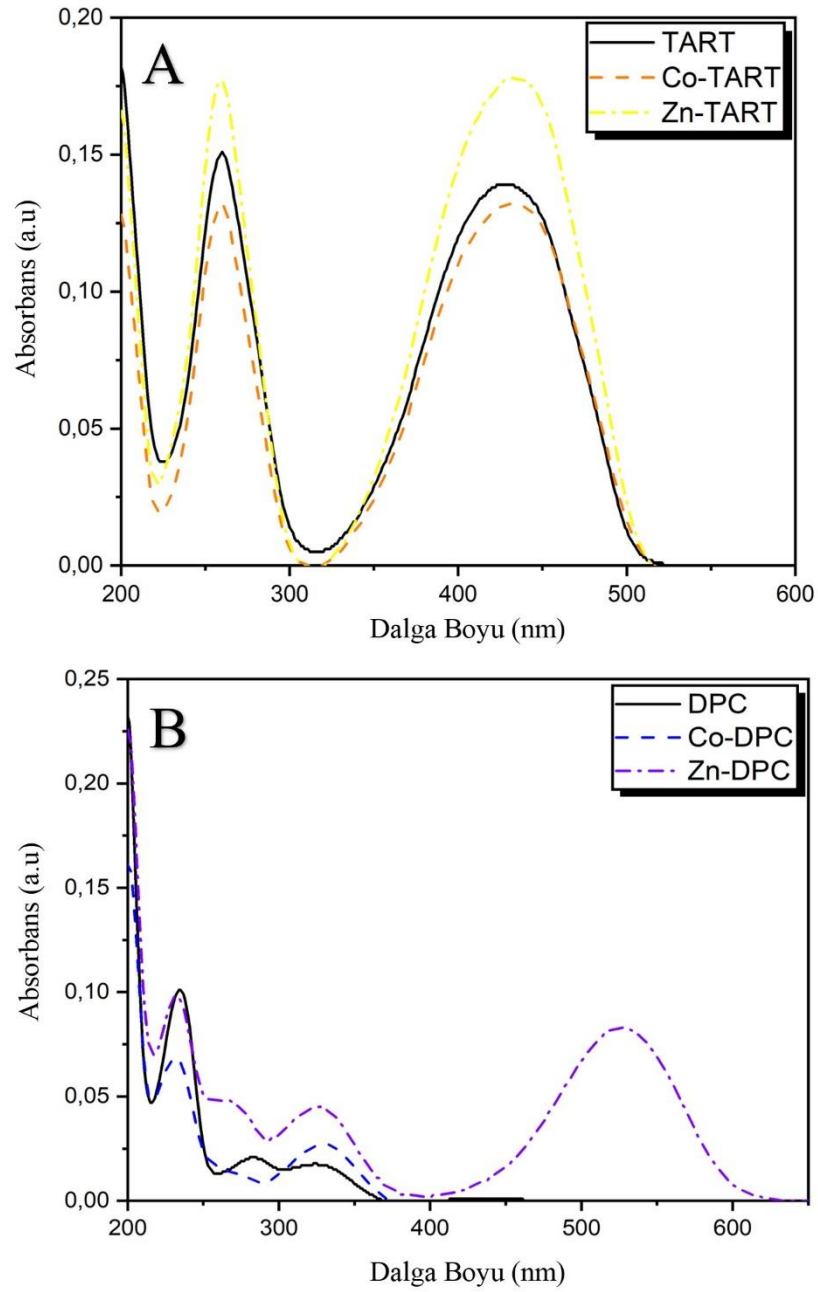 A
TART
Co-TART
Zn-TART
0,20
0,15
0,10
0,05
0,00
Absorbans (a.u)
200 300 400 500 600
Dalga Boyu (nm)
B
DPC
Co-DPC
Zn-DPC
0,25
0,20
0,15
0,10
0,05
0,00
Absorbans (a.u)
200 300 400 500 600
Dalga Boyu (nm)